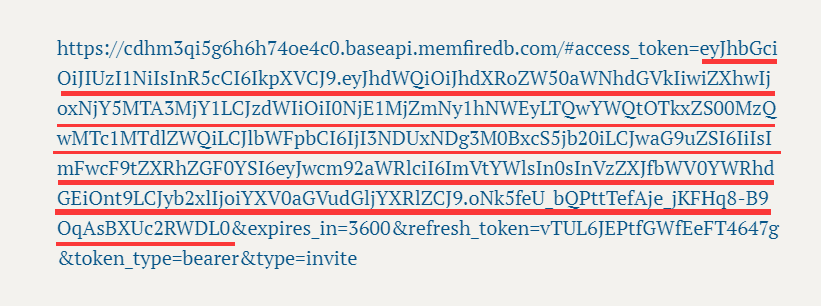 https://cdhm3qi5g6h6h74oe4c0.baseapi.memfiredb.com/#access_token=eyJhbGci
OiJIUzI1NiIsInR5cCI6IkpXVCJ9.eyJhdWQiOiJhdXRoZW50aWNhdGVkIiwiZXhwIj
oxNjY5MTA3MjY1LCJzdWIiOiI0NjE1MjZmNy1hNWEyLTQwYWQtOTkxZS00MzQ
wMTc1MTdlZWQiLCJlbWFpbCI6IjI3NDUxNDg3M0BxcS5jb20iLCJwaG9uZSI6IiIsI
mFwcF9tZXRhZGF0YSI6eyJwcm92aWRlciI6ImVtYWlsIn0sInVzZXJfbWV0YWRhd
GEiOnt9LCJyb2xlIjoiYXV0aGVudGljYXRlZCJ9.oNk5feU_bQPttTefAje_jKFHq8-B9
OqAsBXUc2RWDL0&expires_in=3600&refresh_token=vTUL6JEPtfGWfEeFT4647g
&token_type=bearer&type=invite